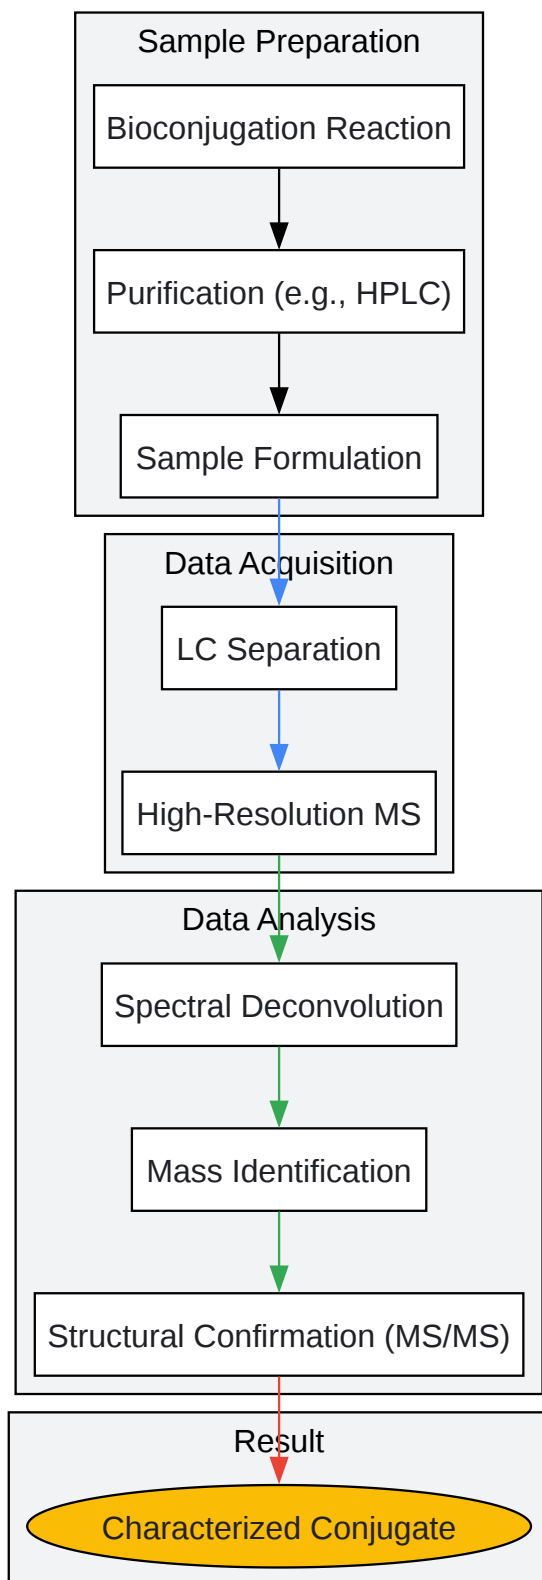 Sample Preparation
Bioconjugation Reaction
Purification (e.g., HPLC)
Sample Formulation
Data Acquisition
LC Separation
High-Resolution MS
Data Analysis
Spectral Deconvolution
Mass Identification
Structural Confirmation (MS/MS)
Result
Characterized Conjugate